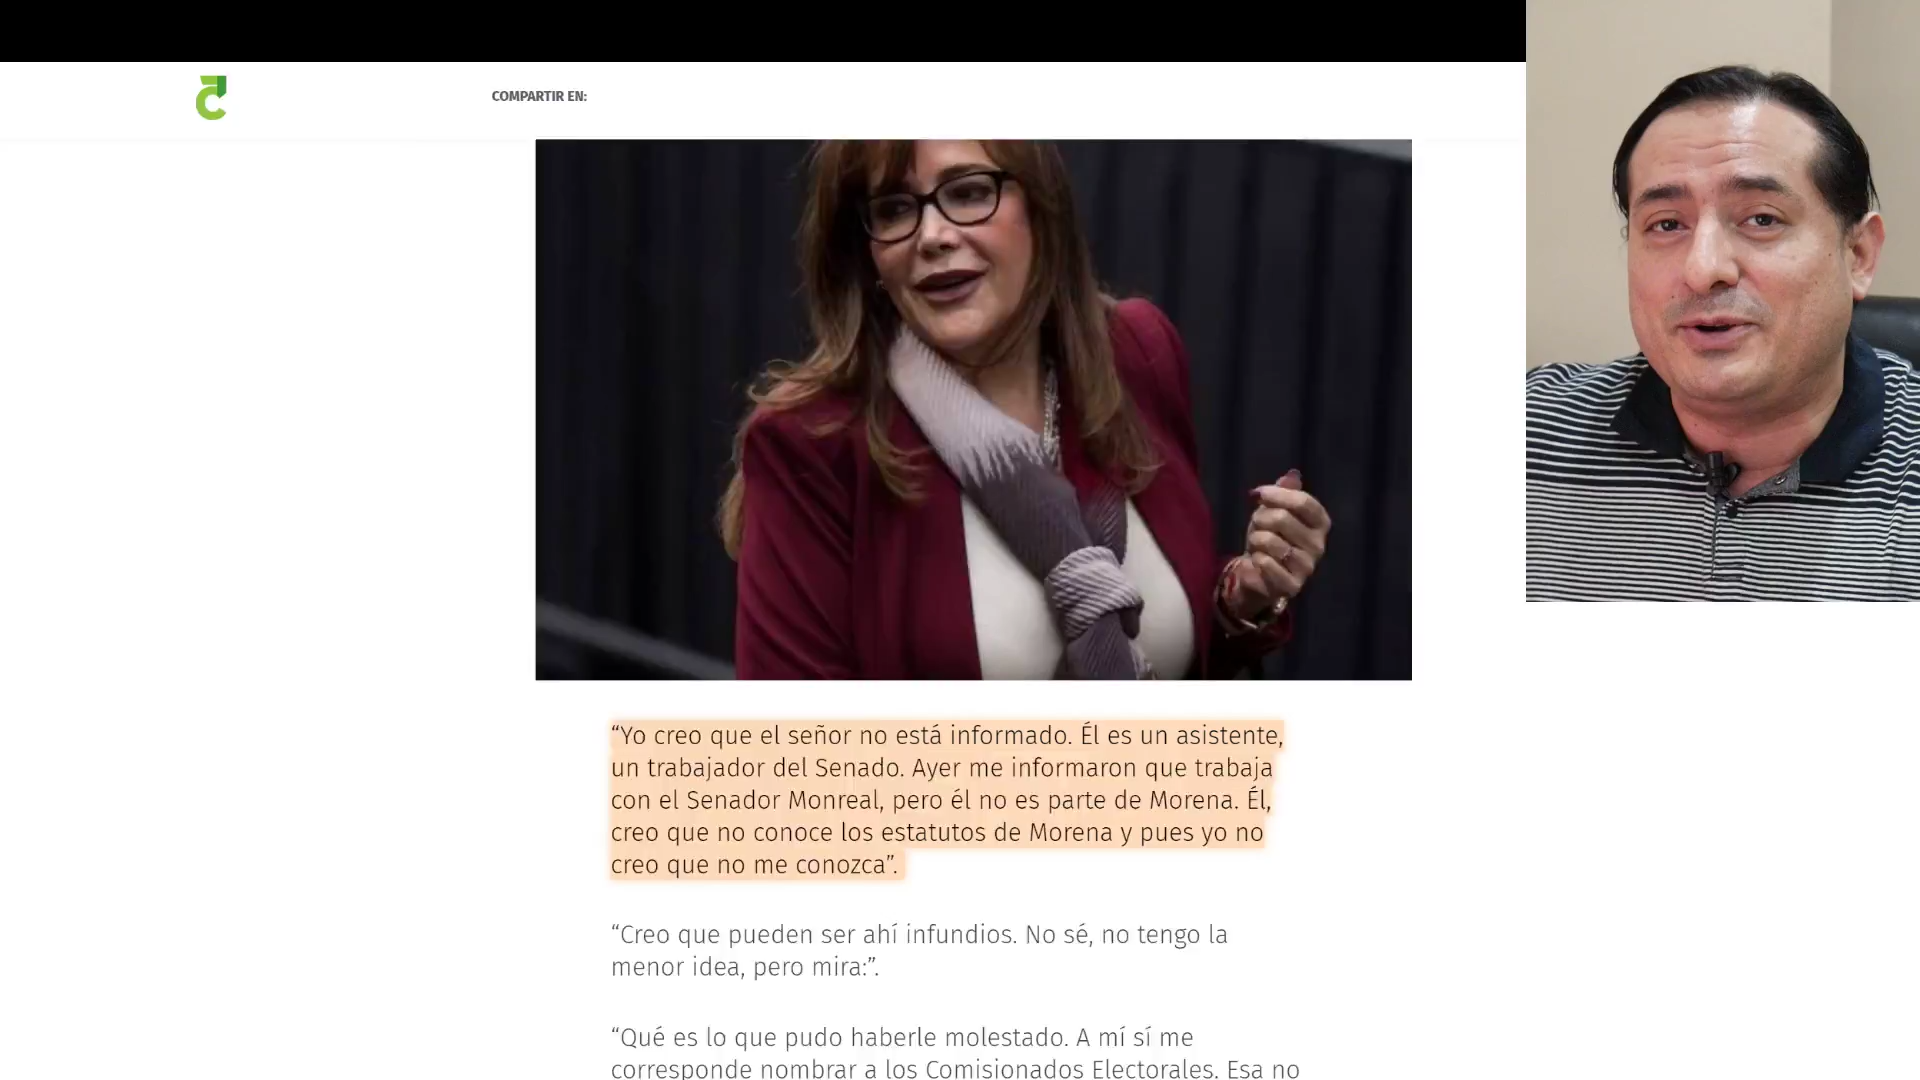 COMPARTIR EN:
“Yo creo que el señor no está informado. Él es un asistente,
un trabajador del Senado. Ayer me informaron que trabaja
con el Senador Monreal, pero él no es parte de Morena. Él,
creo que no conoce los estatutos de Morena y pues yo no
creo que no me conozca”.
“Creo que pueden ser ahí infundios. No sé, no tengo la
menor idea, pero mira:”.
“Qué es lo que pudo haberle molestado. A mí sí me
corresponde nombrar a los Comisionados Electorales. Esa no